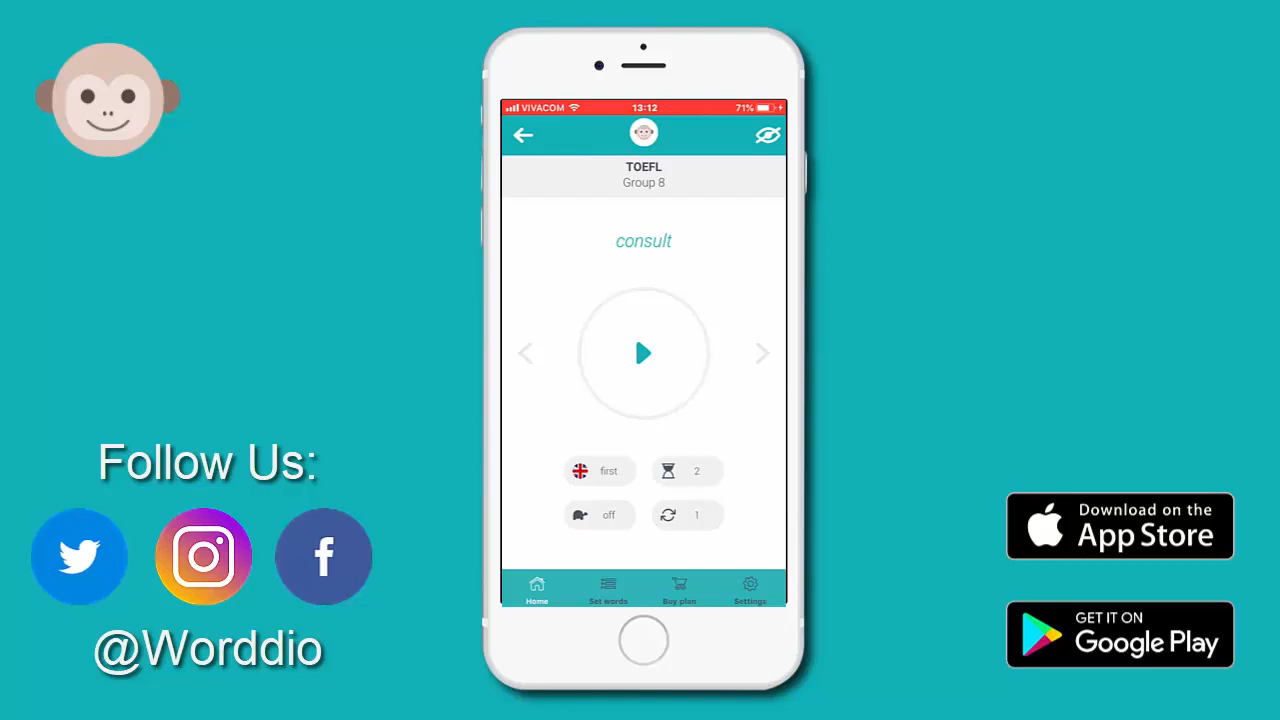 VIVACOM 13:12 71%
TOEFL
Group 8
consult
first 2
off 1
Home Set words Buy plan Settings
Follow Us:
@Worddio
Download on the
App Store
GET IT ON
Google Play